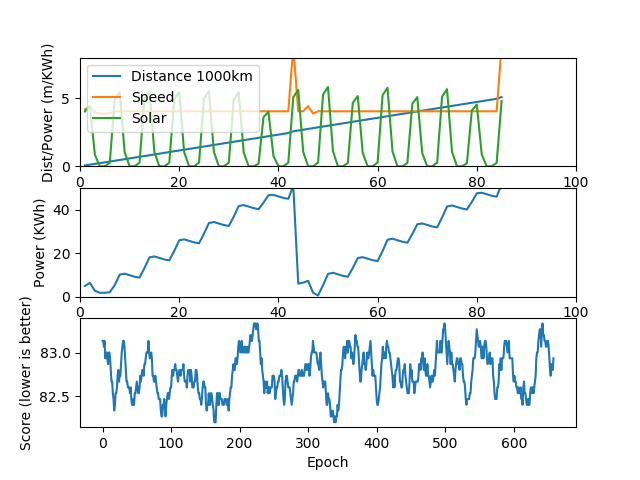 Dist/Power (m/KWh)
5
0
Distance 1000km
Speed
Solar
0 20 40 60 80 100
Power (KWh)
40
20
0
0 20 40 60 80 100
Score (lower is better)
83.0
82.5
0 100 200 300 400 500 600
Epoch